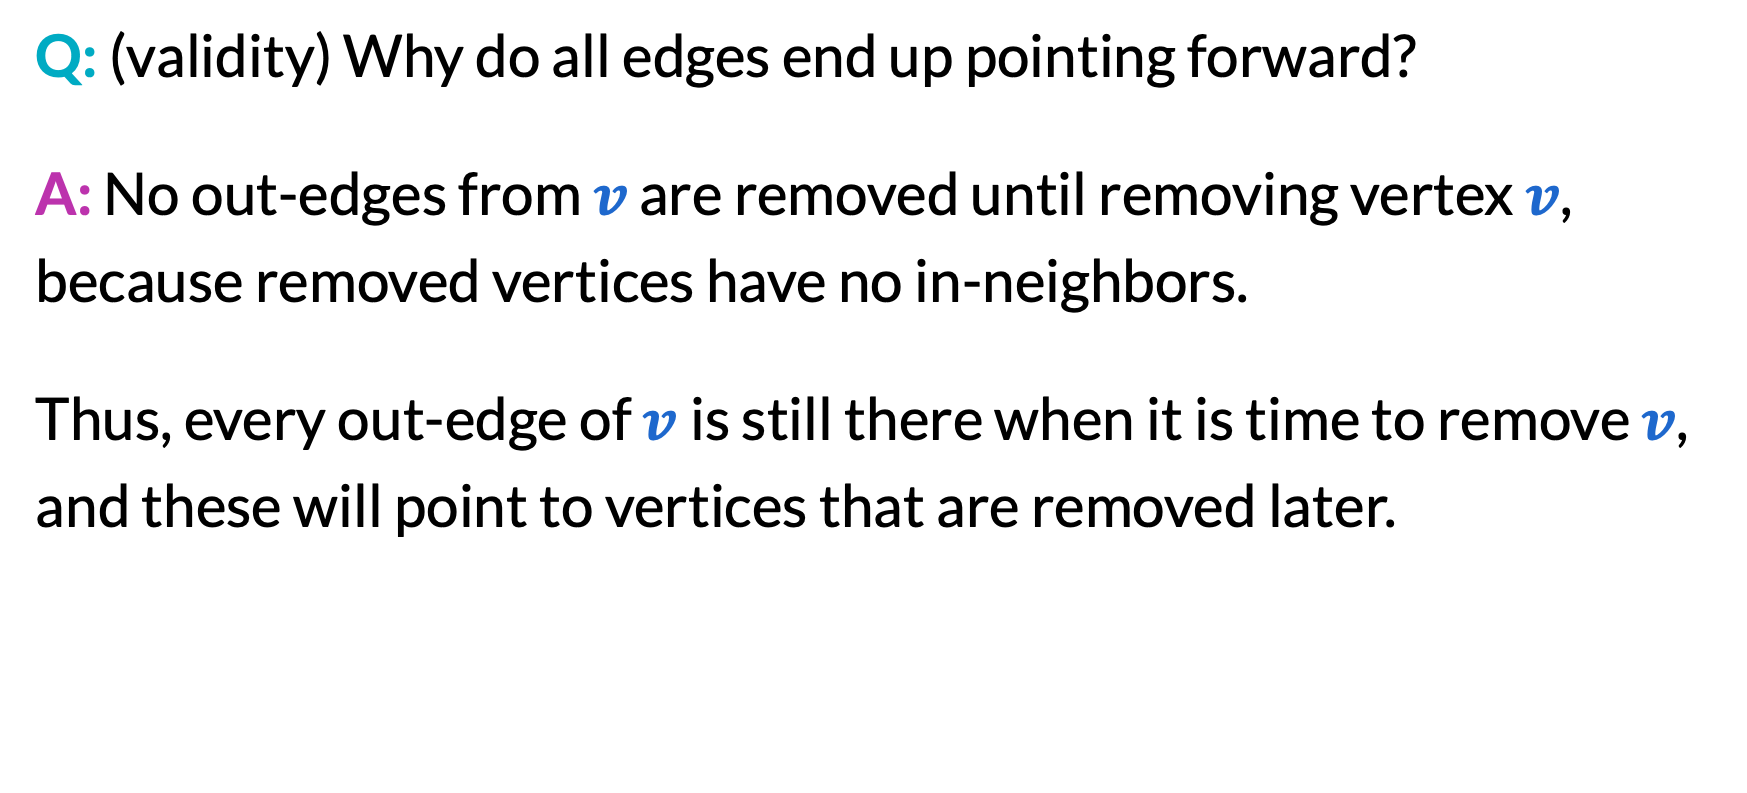 Q: (validity) Why do all edges end up pointing forward?
A: No out-edges from v are removed until removing vertex v,
because removed vertices have no in-neighbors.
Thus, every out-edge of v is still there when it is time to remove v,
and these will point to vertices that are removed later.